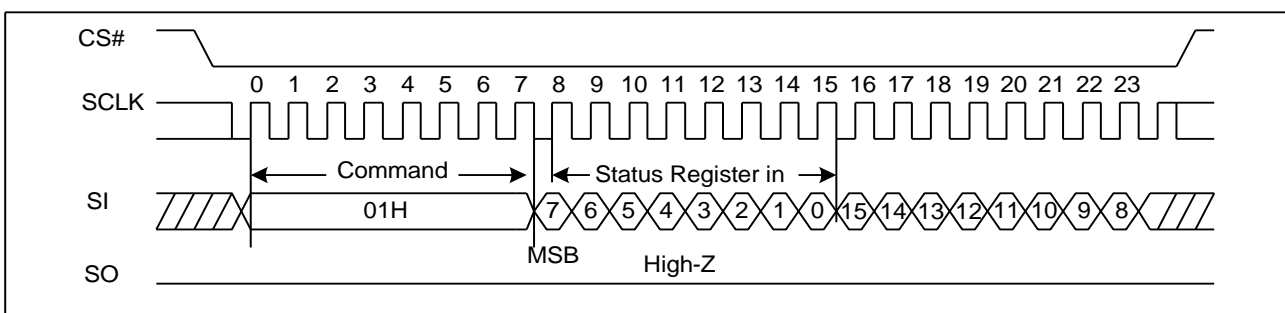 CS#
0 1 2 3 4 5 6 7 8 9 10 11 12 13 14 15 16 17 18 19 20 21 22 23
SCLK
Command Status Register in
SI 01H 7 6 5 4 3 2 1 0 15 14 13 12 11 10 9 8
MSB High-Z
SO